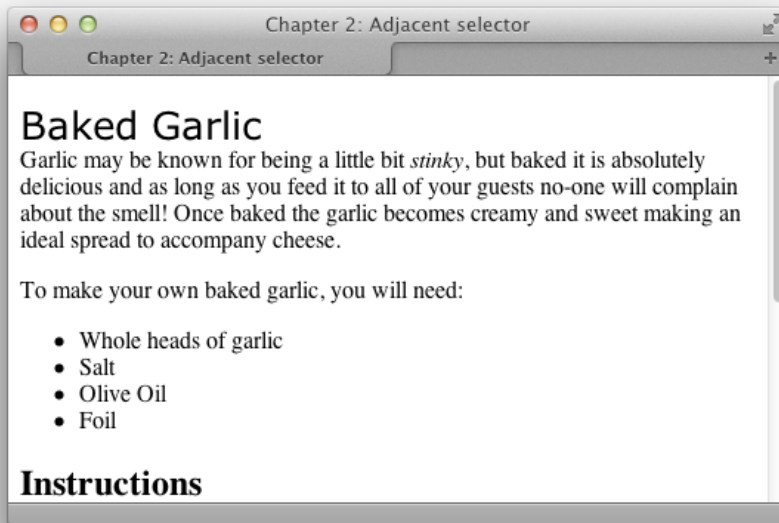 Chapter 2: Adjacent selector
Chapter 2: Adjacent selector
Baked Garlic
Garlic may be known for being a little bit stinky, but baked it is absolutely
delicious and as long as you feed it to all of your guests no-one will complain
about the smell! Once baked the garlic becomes creamy and sweet making an
ideal spread to accompany cheese.
To make your own baked garlic, you will need:
• Whole heads of garlic
• Salt
• Olive Oil
• Foil
Instructions